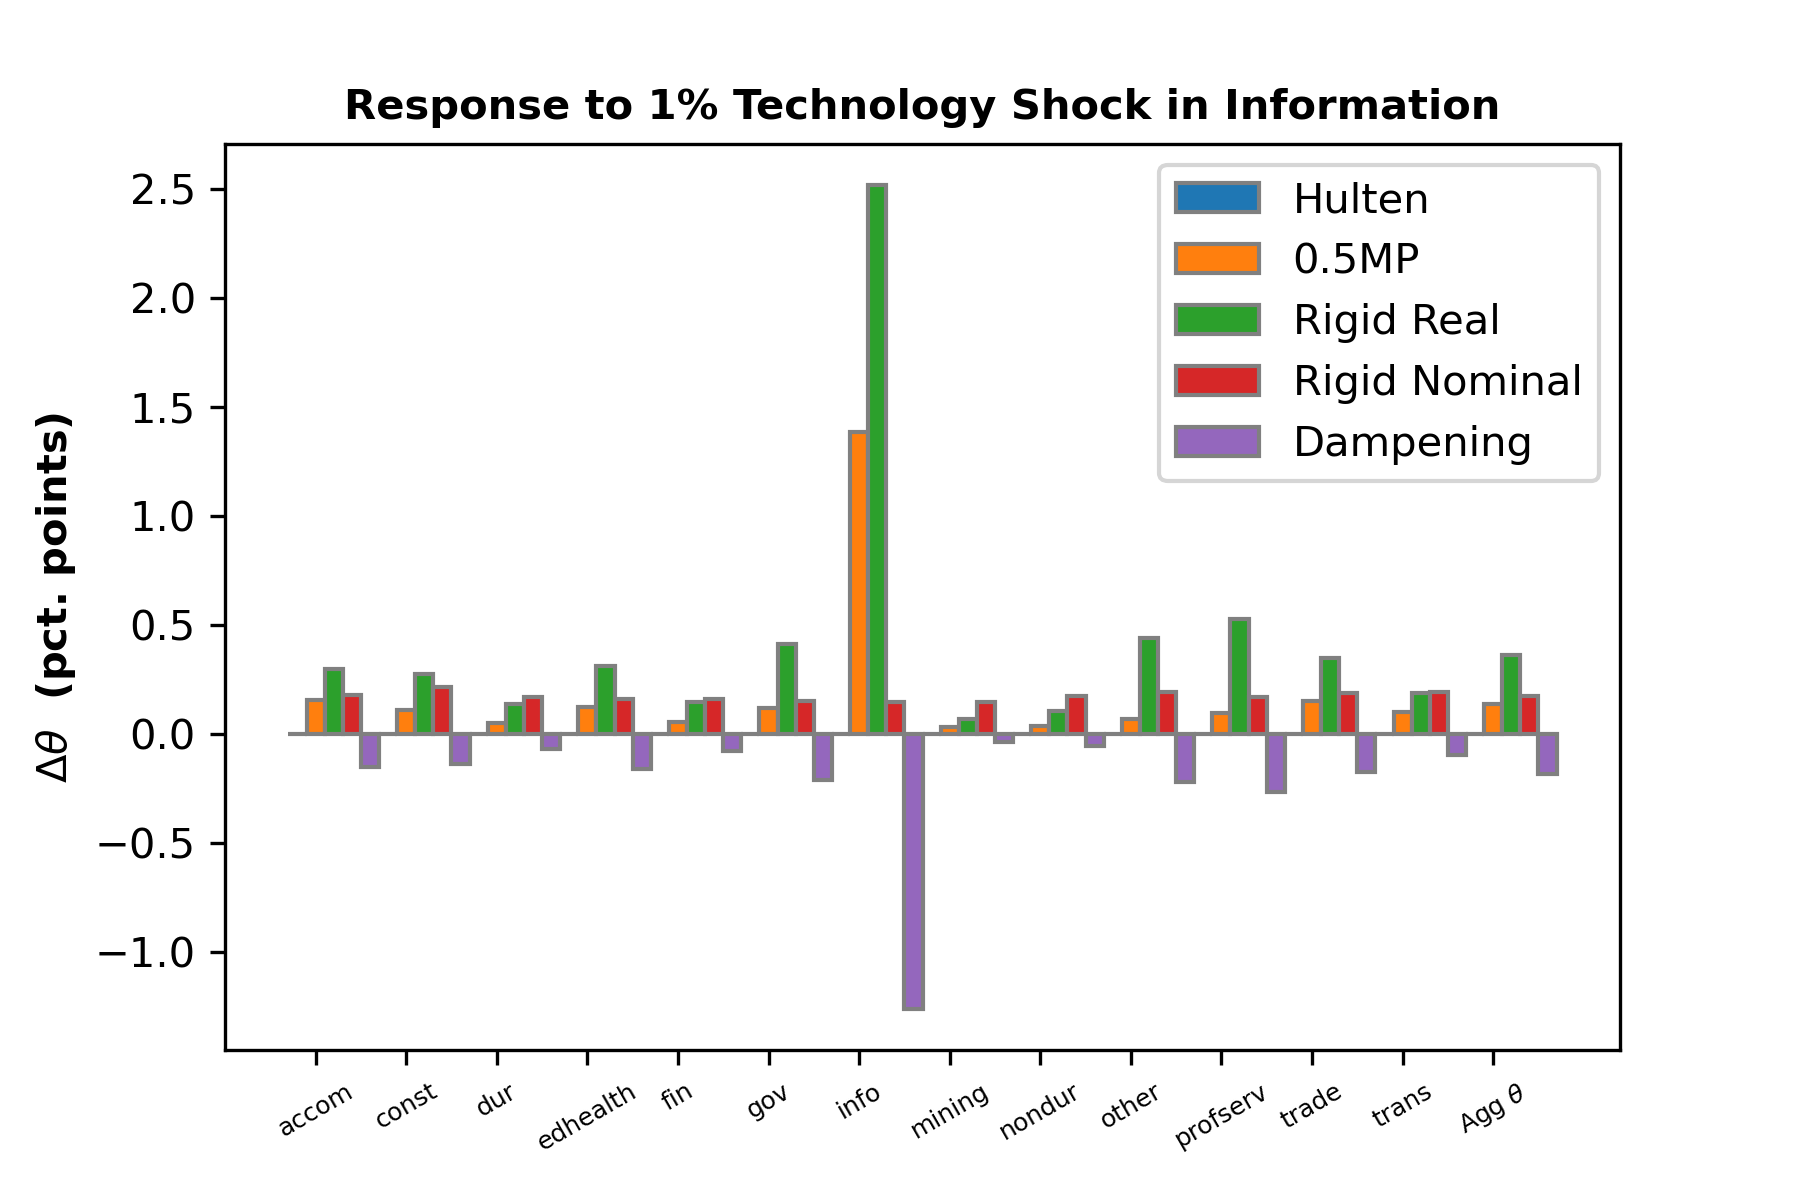 Response to 1% Technology Shock in Information
Δθ (pct. points)
2.5
2.0
1.5
1.0
0.5
0.0
−0.5
−1.0
Hulten
0.5MP
Rigid Real
Rigid Nominal
Dampening
accom
const
dur
edhealth
fin
gov
info
mining
nondur
other
profserv
trade
trans
Agg θ